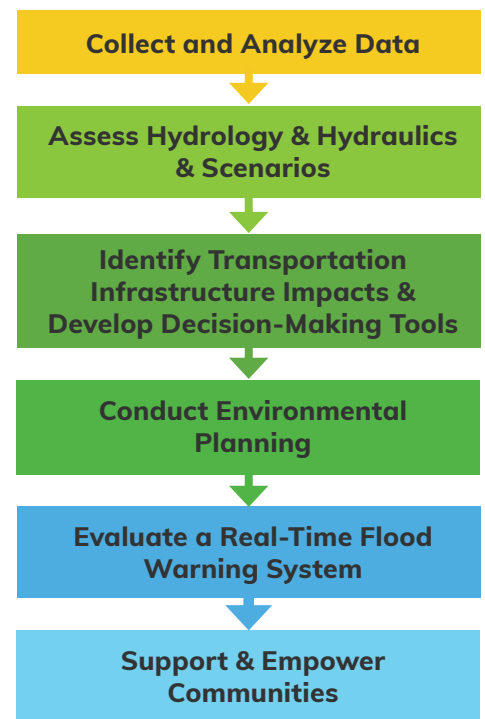 Collect and Analyze Data
Assess Hydrology & Hydraulics
& Scenarios
Identify Transportation
Infrastructure Impacts &
Develop Decision-Making Tools
Conduct Environmental
Planning
Evaluate a Real-Time Flood
Warning System
Support & Empower
Communities